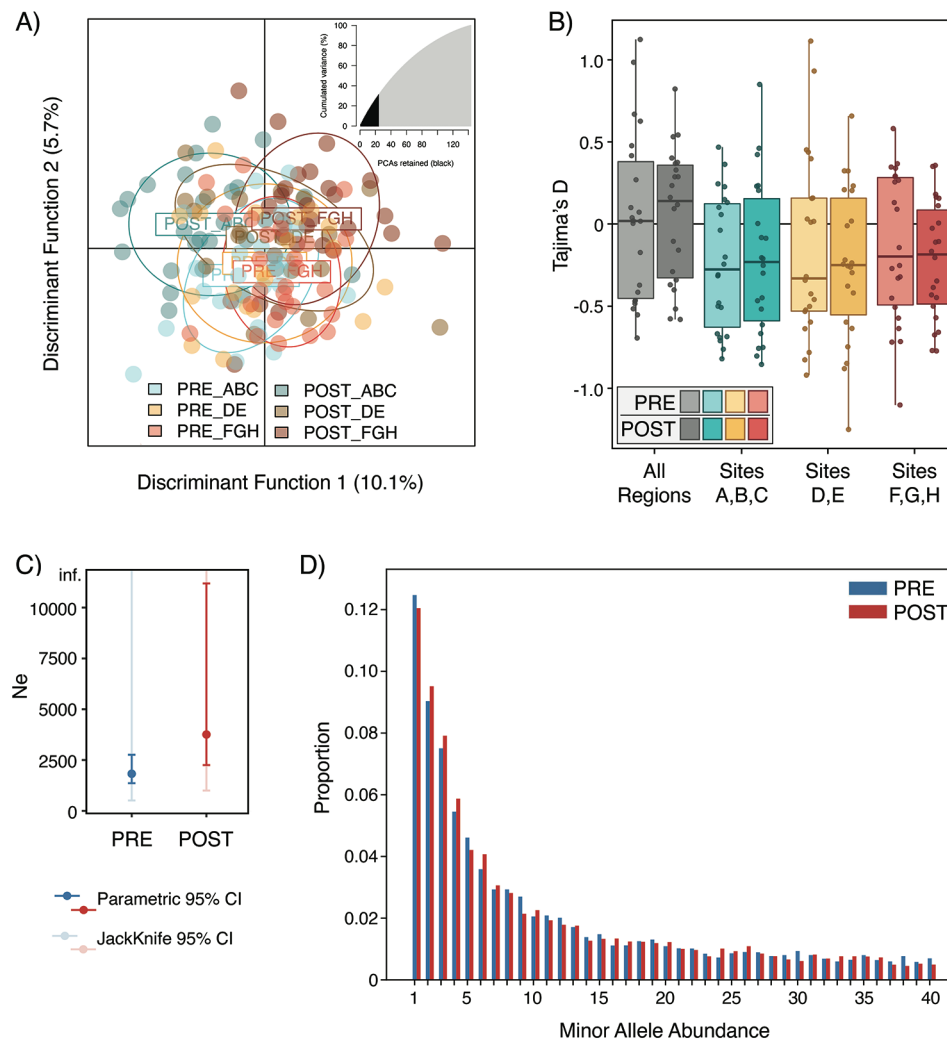 A)
Discriminant Function 2 (5.7%)
Cumulated variance (%)
100
80
60
40
20
0
0 20 40 60 80 120
PCAs retained (black)
POST_ABC
POST_FGH
POST_DE
PRE_FGH
PRE_ABC
PRE_DE
PRE_FGH
POST_ABC
POST_DE
POST_FGH
Discriminant Function 1 (10.1%)
B)
Tajima's D
1.0
0.5
0
-0.5
-1.0
PRE
POST
All
Regions
Sites
A,B,C
Sites
D,E
Sites
F,G,H
C)
Ne
inf.
10000
7500
5000
2500
0
PRE
POST
Parametric 95% CI
JackKnife 95% CI
D)
Proportion
0.12
0.10
0.08
0.06
0.04
0.02
0
PRE
POST
1 5 10 15 20 25 30 35 40
Minor Allele Abundance